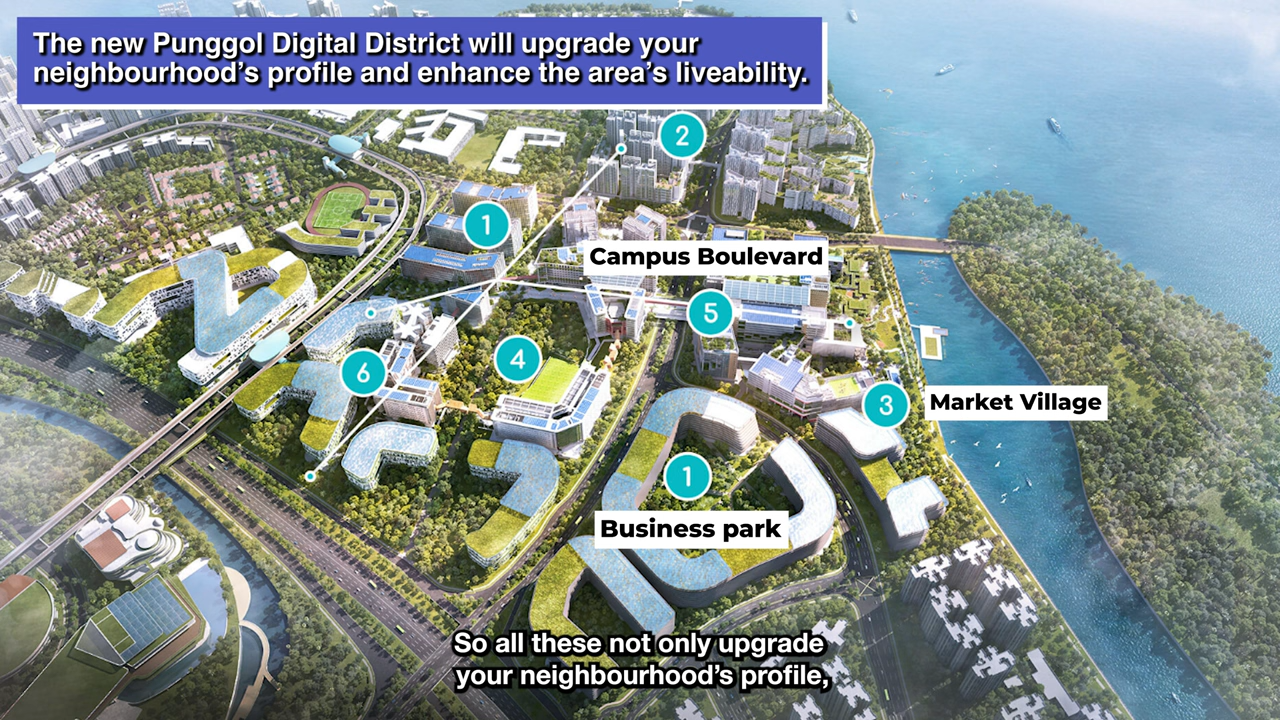 The new Punggol Digital District will upgrade your
neighbourhood's profile and enhance the area's liveability.
2
1
Campus Boulevard
5
4
6
3
Market Village
1
Business park
So all these not only upgrade
your neighbourhood's profile,